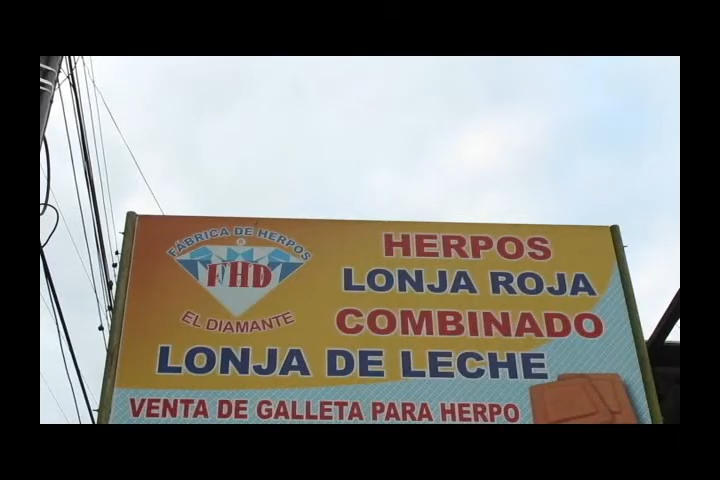 FÁBRICA DE HERPOS
FHD
EL DIAMANTE
HERPOS
LONJA ROJA
COMBINADO
LONJA DE LECHE
VENTA DE GALLETA PARA HERPO